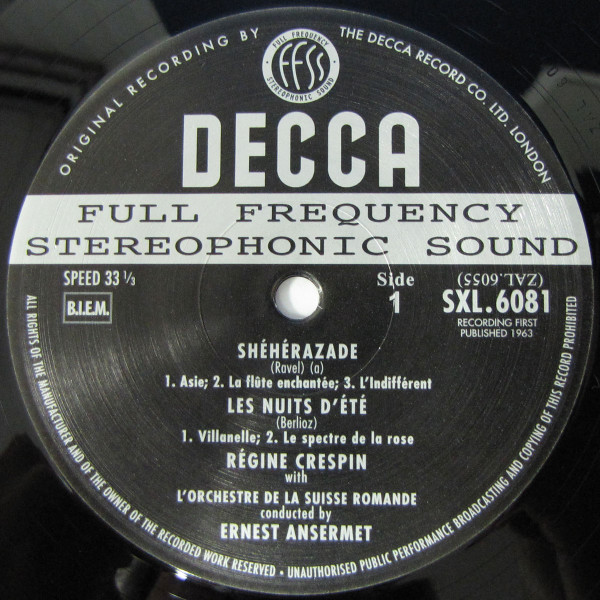 ORIGINAL RECORDING BY
THE DECCA RECORD CO. LTD. LONDON
FULL FREQUENCY
FFSS
STEREOPHONIC SOUND
DECCA
FULL FREQUENCY
STEREOPHONIC SOUND
SPEED 33 1/3
Side
1
(ZAL.6055)
SXL.6081
B.I.E.M.
RECORDING FIRST
PUBLISHED 1963
SHÉHÉRAZADE
(Ravel) (a)
1. Asie; 2. La flûte enchantée; 3. L'Indifférent
LES NUITS D'ÉTÉ
(Berlioz)
1. Villanelle; 2. Le spectre de la rose
RÉGINE CRESPIN
with
L'ORCHESTRE DE LA SUISSE ROMANDE
conducted by
ERNEST ANSERMET
ALL RIGHTS OF THE MANUFACTURER AND OF THE OWNER OF THE RECORDED WORK RESERVED • UNAUTHORISED PUBLIC PERFORMANCE BROADCASTING AND COPYING OF THIS RECORD PROHIBITED